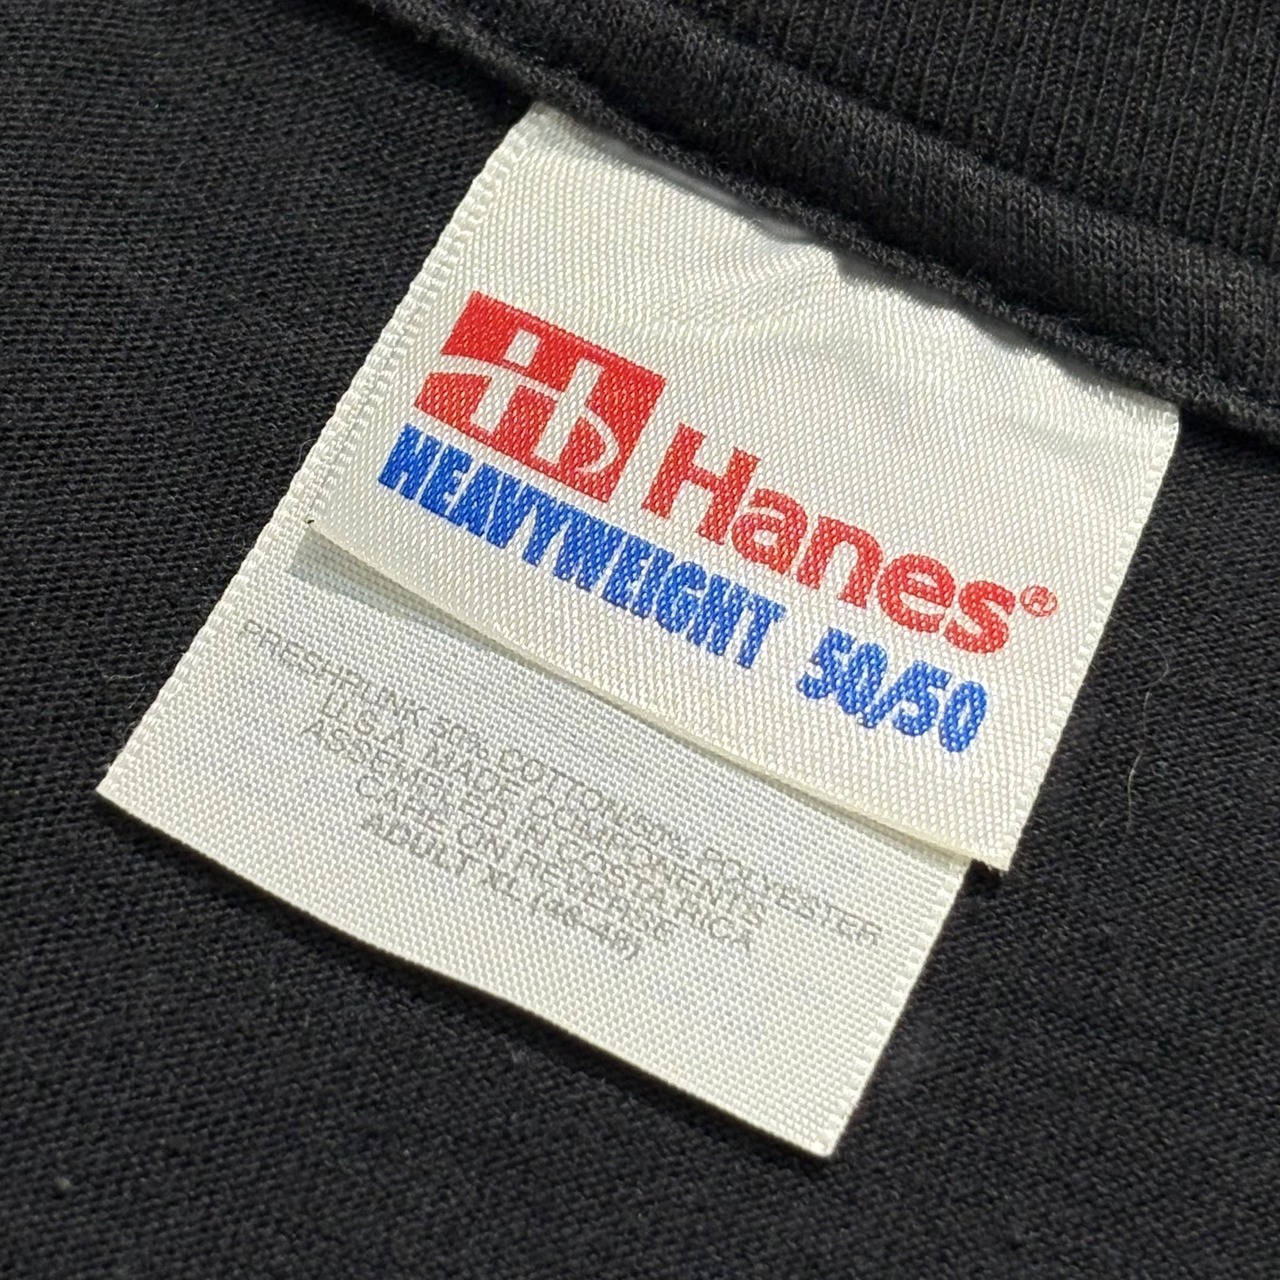 Hanes®
HEAVYWEIGHT 50/50
PRESHRUNK 50% COTTON/50% POLYESTER
U.S.A. MADE COMPONENTS
ASSEMBLED IN COSTA RICA
CARE ON REVERSE
ADULT XL (46-48)